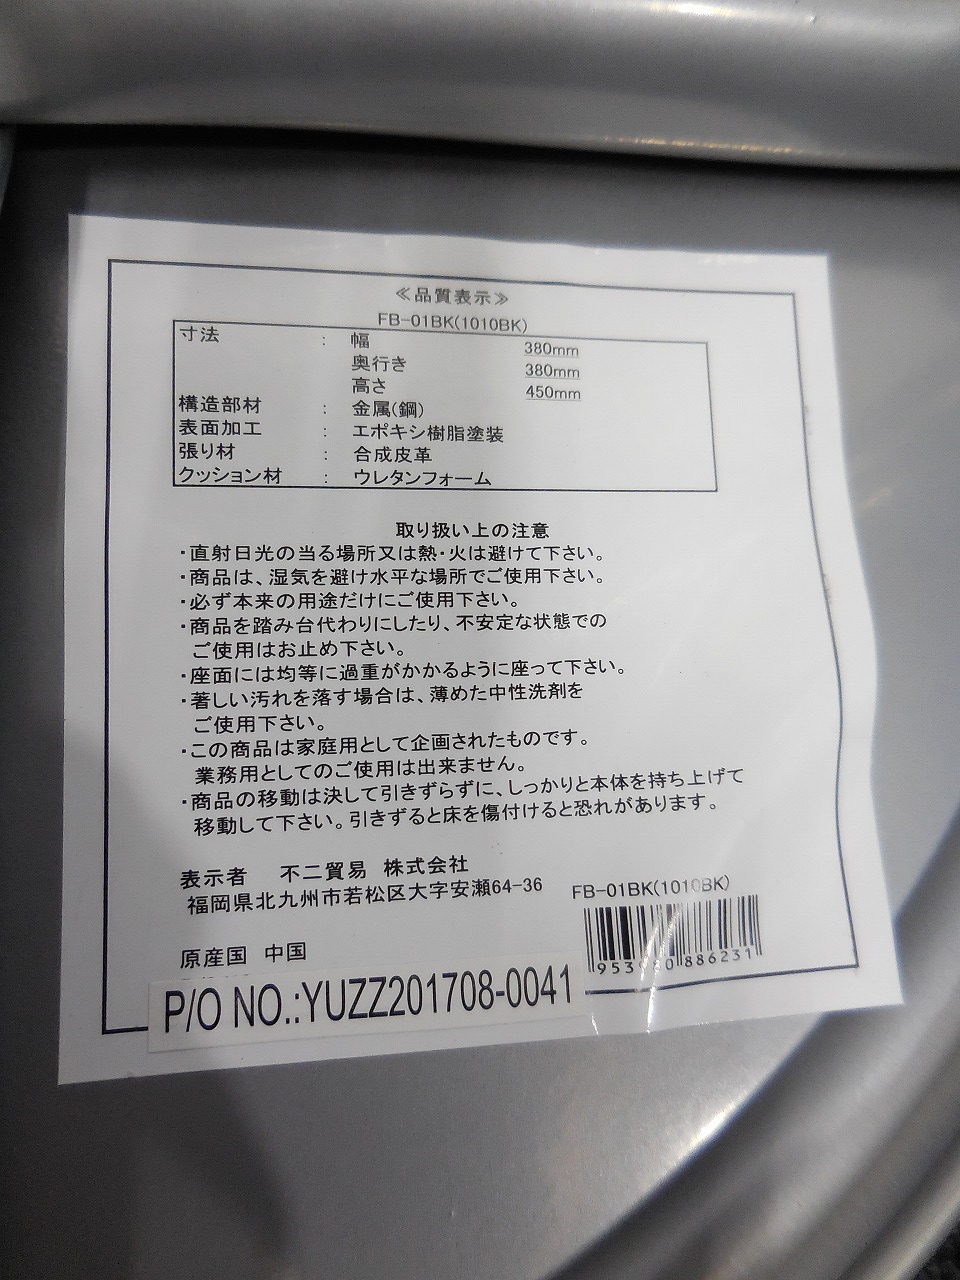 ≪品質表示≫
FB-01BK(1010BK)
寸法 : 幅 380mm
奥行き 380mm
高さ 450mm
構造部材 : 金属(鋼)
表面加工 : エポキシ樹脂塗装
張り材 : 合成皮革
クッション材 : ウレタンフォーム
取り扱い上の注意
・直射日光の当る場所又は熱・火は避けて下さい。
・商品は、湿気を避け水平な場所でご使用下さい。
・必ず本来の用途だけにご使用下さい。
・商品を踏み台代わりにしたり、不安定な状態での
ご使用はお止め下さい。
・座面には均等に過重がかかるように座って下さい。
・著しい汚れを落す場合は、薄めた中性洗剤を
ご使用下さい。
・この商品は家庭用として企画されたものです。
業務用としてのご使用は出来ません。
・商品の移動は決して引きずらずに、しっかりと本体を持ち上げて
移動して下さい。引きずると床を傷付けると恐れがあります。
表示者 不二貿易 株式会社
福岡県北九州市若松区大字安瀬64-36
FB-01BK(1010BK)
原産国 中国
P/O NO.:YUZZ201708-0041